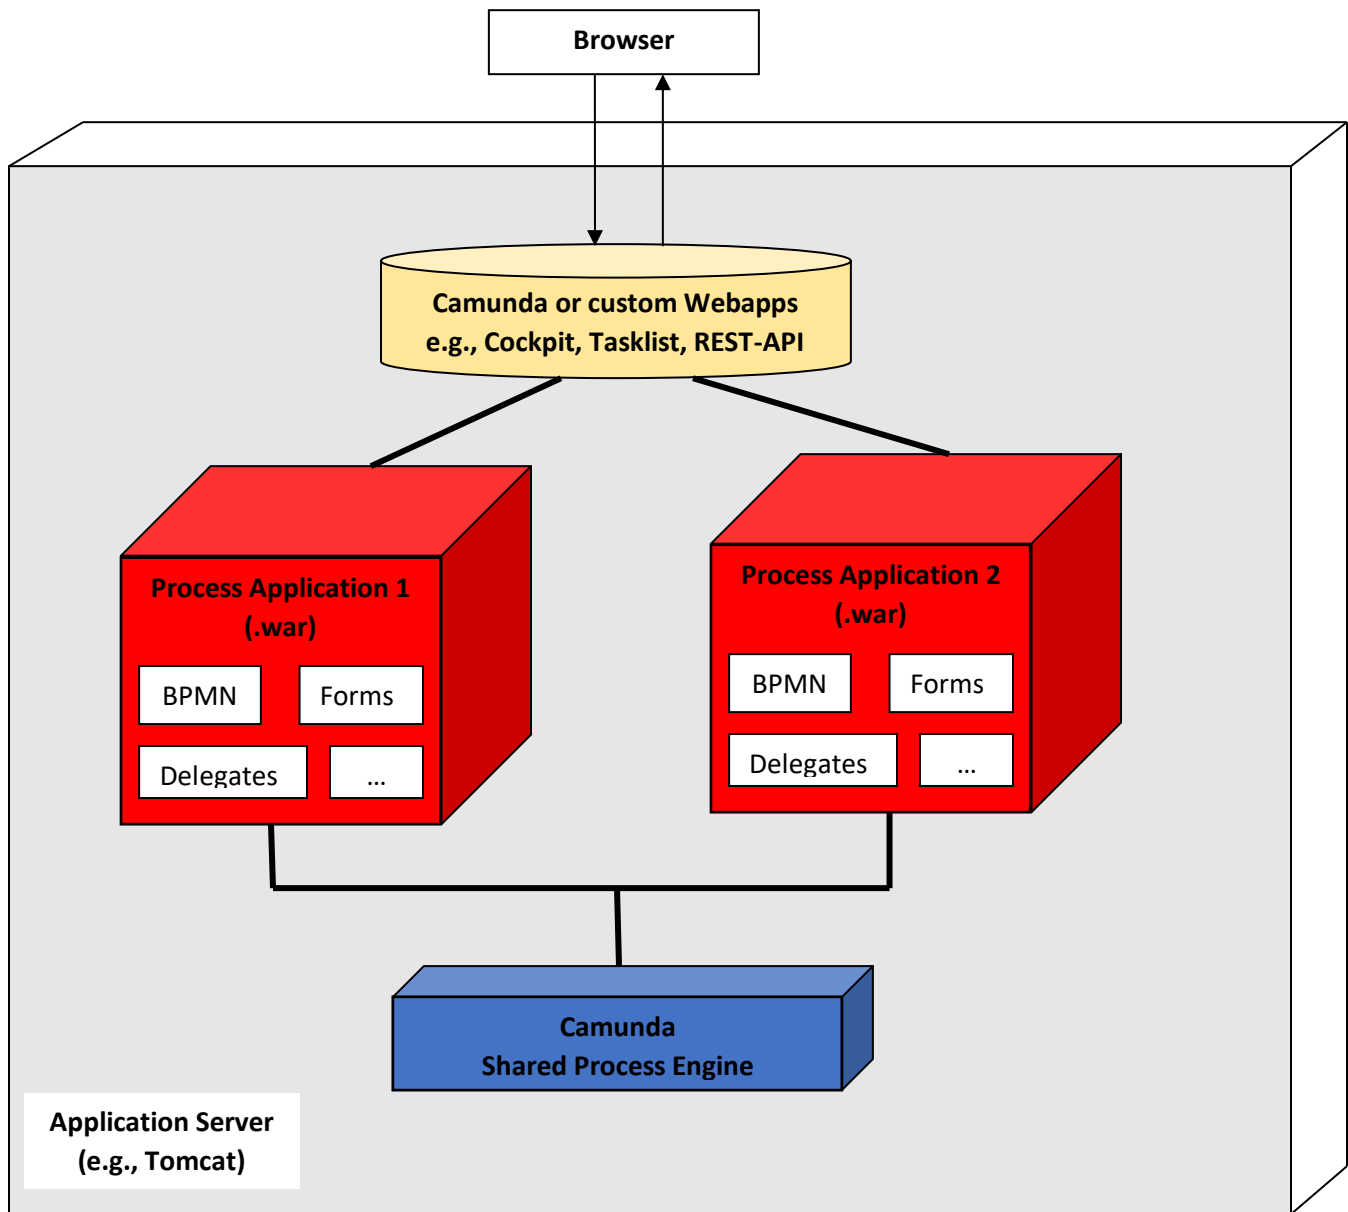 Browser
Camunda or custom Webapps
e.g., Cockpit, Tasklist, REST-API
Process Application 1
(.war)
BPMN
Forms
Delegates
...
Process Application 2
(.war)
BPMN
Forms
Delegates
...
Camunda
Shared Process Engine
Application Server
(e.g., Tomcat)